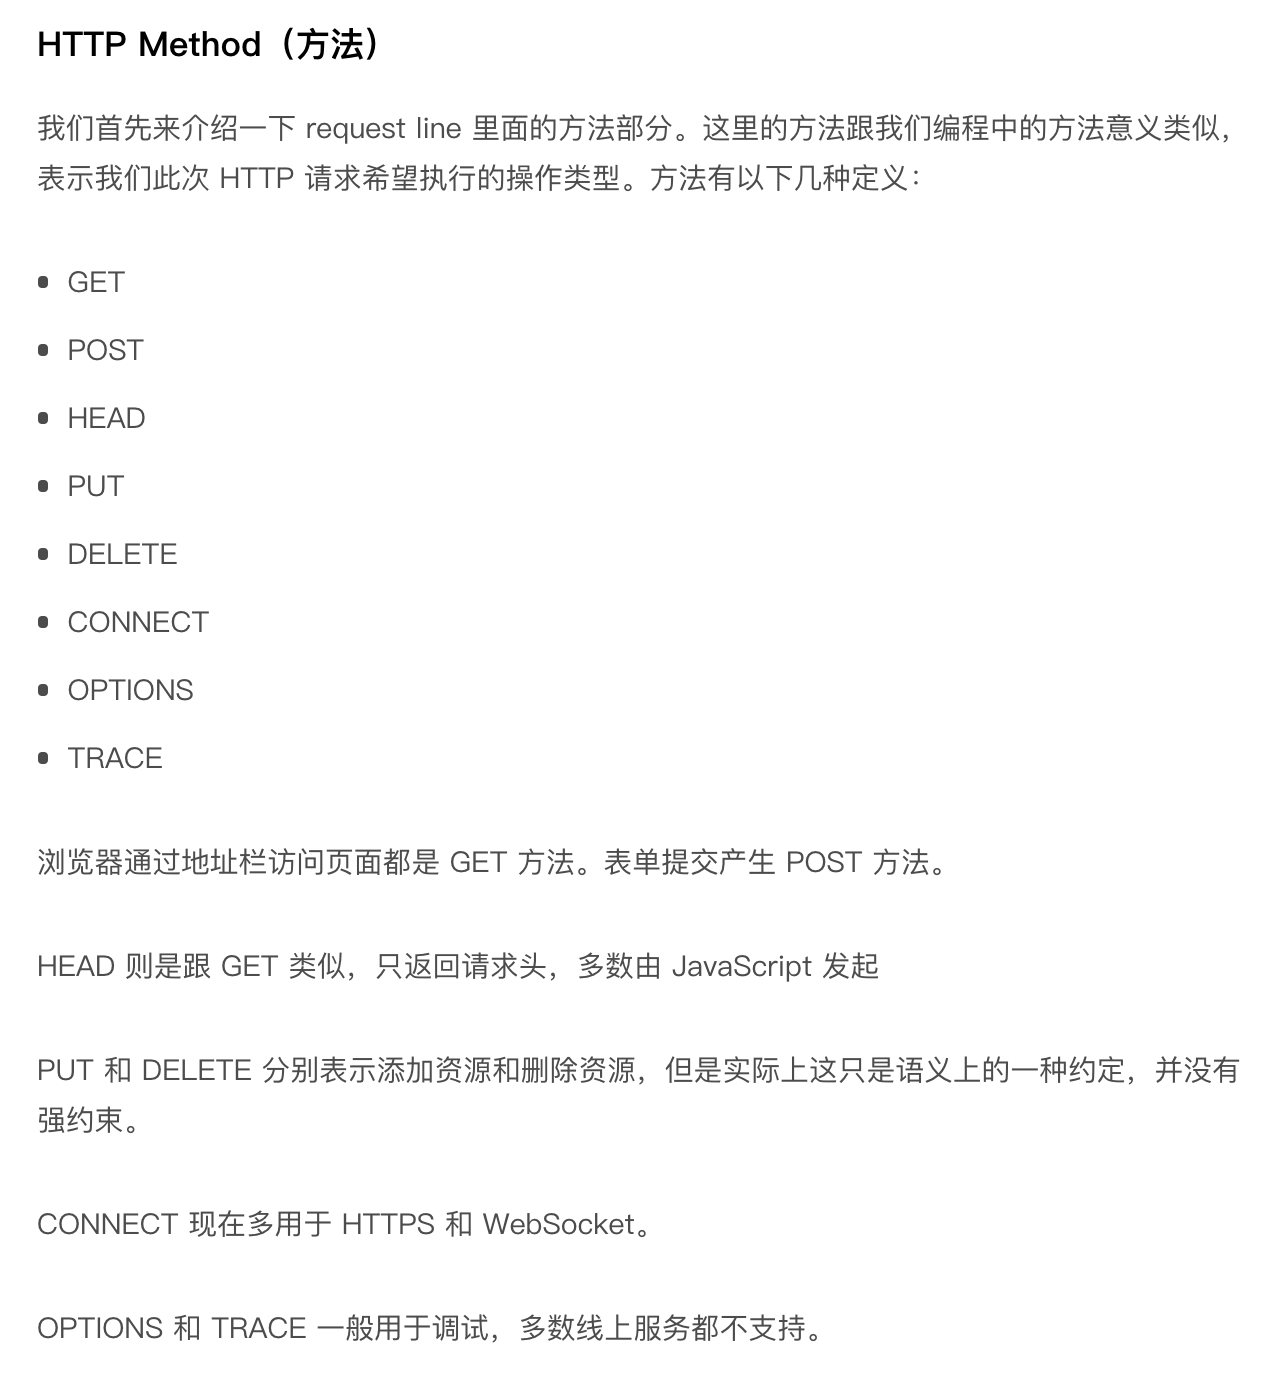 HTTP Method（方法）
我们首先来介绍一下 request line 里面的方法部分。这里的方法跟我们编程中的方法意义类似，
表示我们此次 HTTP 请求希望执行的操作类型。方法有以下几种定义：
• GET
• POST
• HEAD
• PUT
• DELETE
• CONNECT
• OPTIONS
• TRACE
浏览器通过地址栏访问页面都是 GET 方法。表单提交产生 POST 方法。
HEAD 则是跟 GET 类似，只返回请求头，多数由 JavaScript 发起
PUT 和 DELETE 分别表示添加资源和删除资源，但是实际上这只是语义上的一种约定，并没有
强约束。
CONNECT 现在多用于 HTTPS 和 WebSocket。
OPTIONS 和 TRACE 一般用于调试，多数线上服务都不支持。